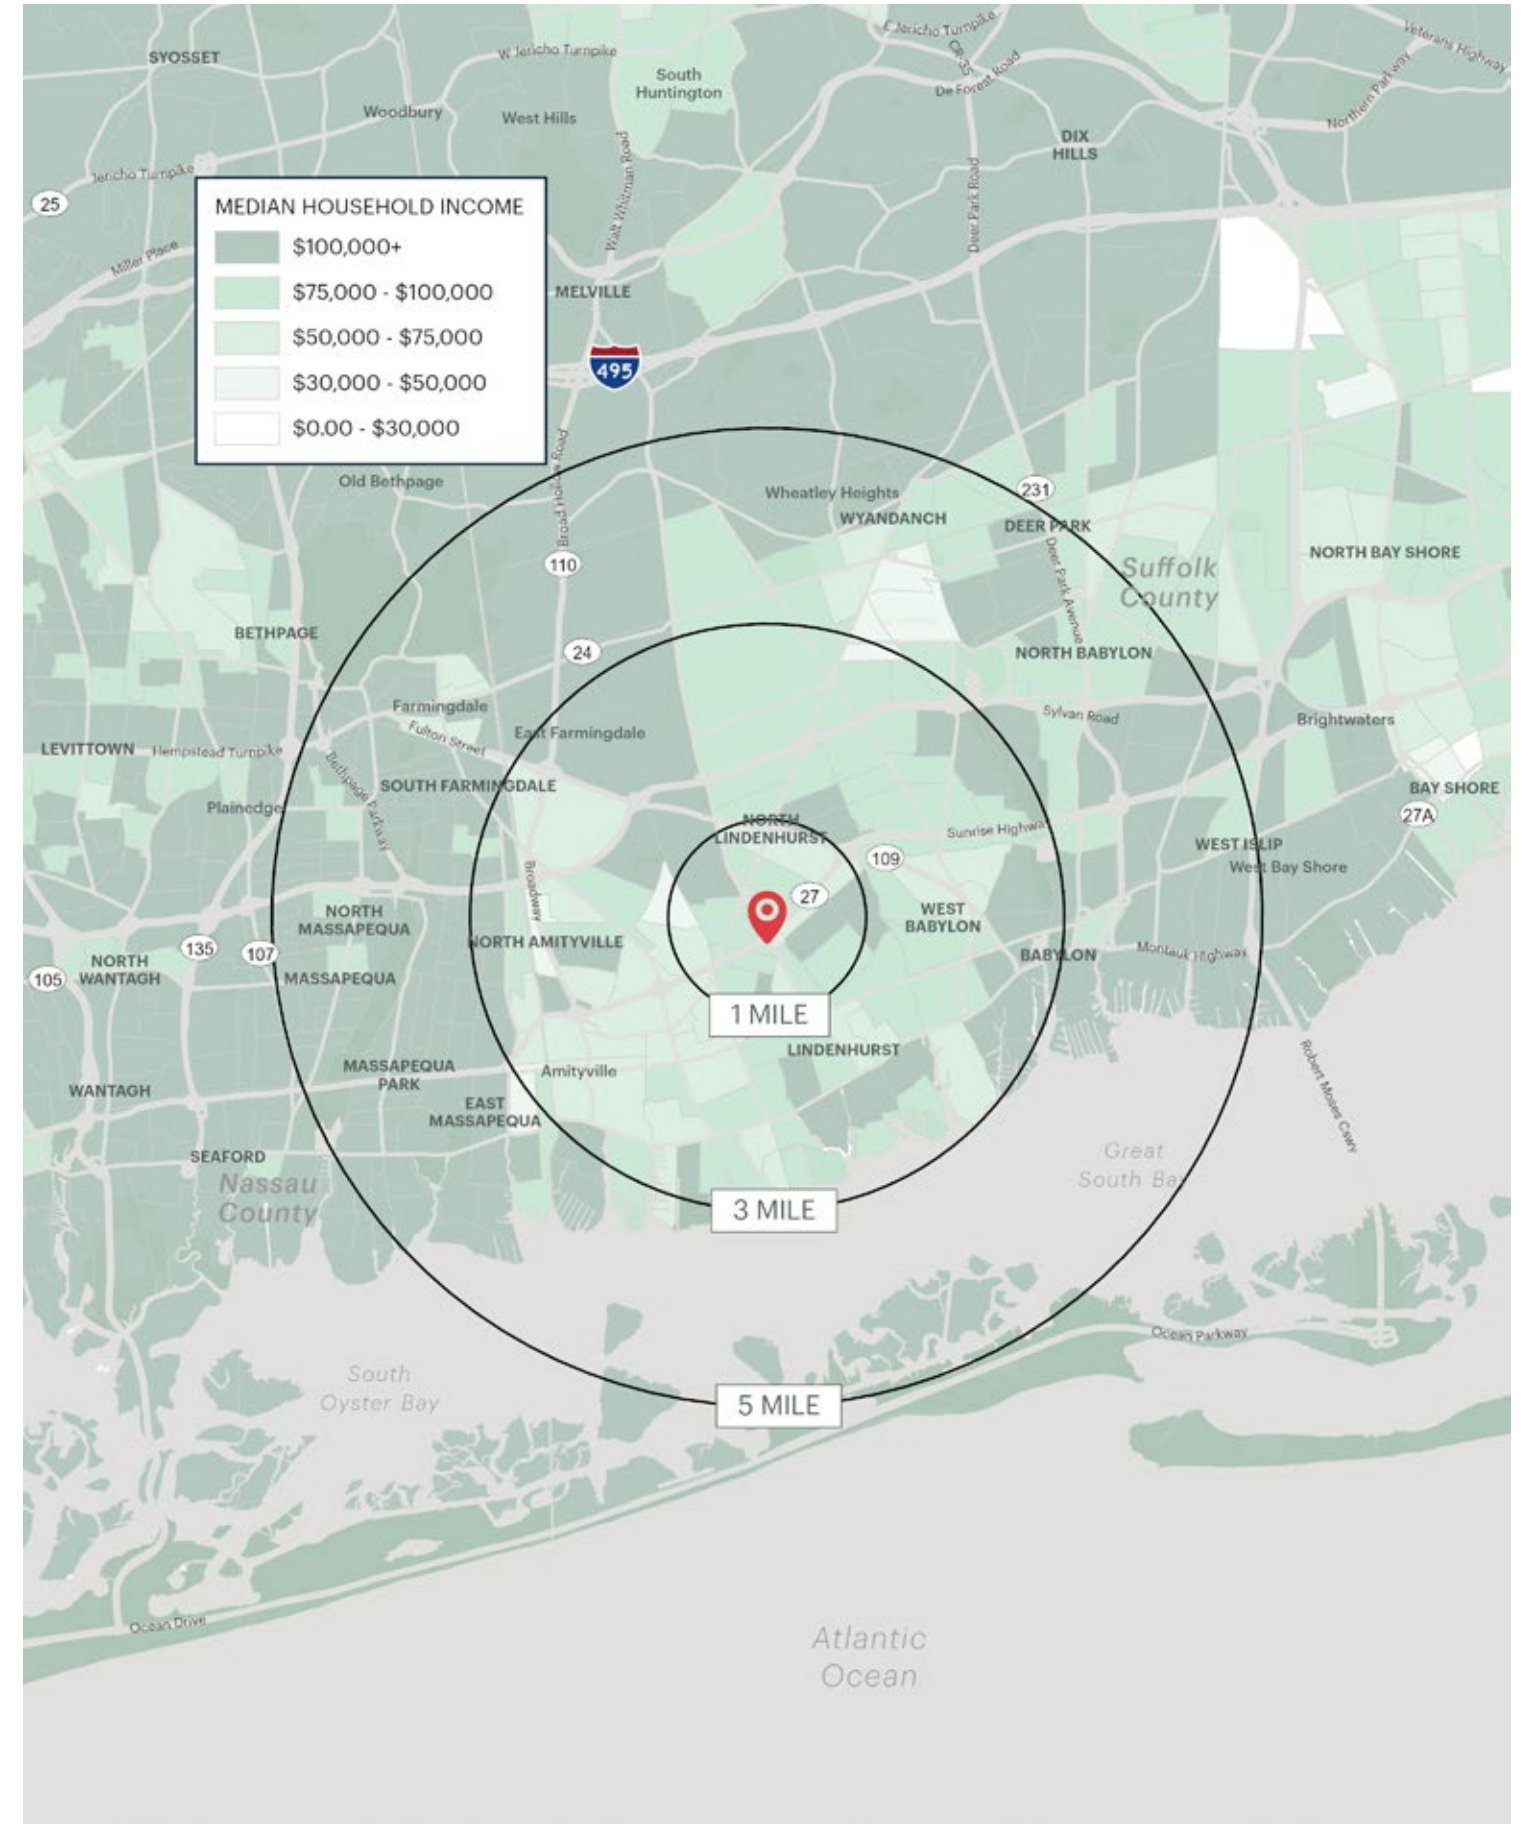 E Jericho Turnpike
Veterans Highway
SYOSSET
W Jericho Turnpike
CR-35
South
Huntington
De Forest Road
Northern Parkway
Woodbury
West Hills
DIX
HILLS
Jericho Turnpike
Walt Whitman Road
Deer Park Road
25
MEDIAN HOUSEHOLD INCOME
$100,000+
$75,000 - $100,000
$50,000 - $75,000
$30,000 - $50,000
$0.00 - $30,000
Miller Place
MELVILLE
495
Old Bethpage
Broad Hollow Road
Wheatley Heights
231
WYANDANCH
DEER PARK
Deer Park Avenue
NORTH BAY SHORE
110
Suffolk
County
BETHPAGE
24
NORTH BABYLON
Farmingdale
Fulton Street
East Farmingdale
Sylvan Road
Brightwaters
LEVITTOWN
Hempstead Turnpike
Bethpage Parkway
SOUTH FARMINGDALE
BAY SHORE
Plainedge
27A
NORTH
LINDENHURST
Sunrise Highway
109
WEST ISLIP
West Bay Shore
Broadway
27
NORTH
MASSAPEQUA
WEST
BABYLON
NORTH AMITYVILLE
135
107
BABYLON
Montauk Highway
105
NORTH
WANTAGH
MASSAPEQUA
1 MILE
LINDENHURST
Robert Moses Cswy
MASSAPEQUA
PARK
Amityville
WANTAGH
EAST
MASSAPEQUA
SEAFORD
Great
South Bay
Nassau
County
3 MILE
Ocean Parkway
South
Oyster Bay
5 MILE
Ocean Drive
Atlantic
Ocean